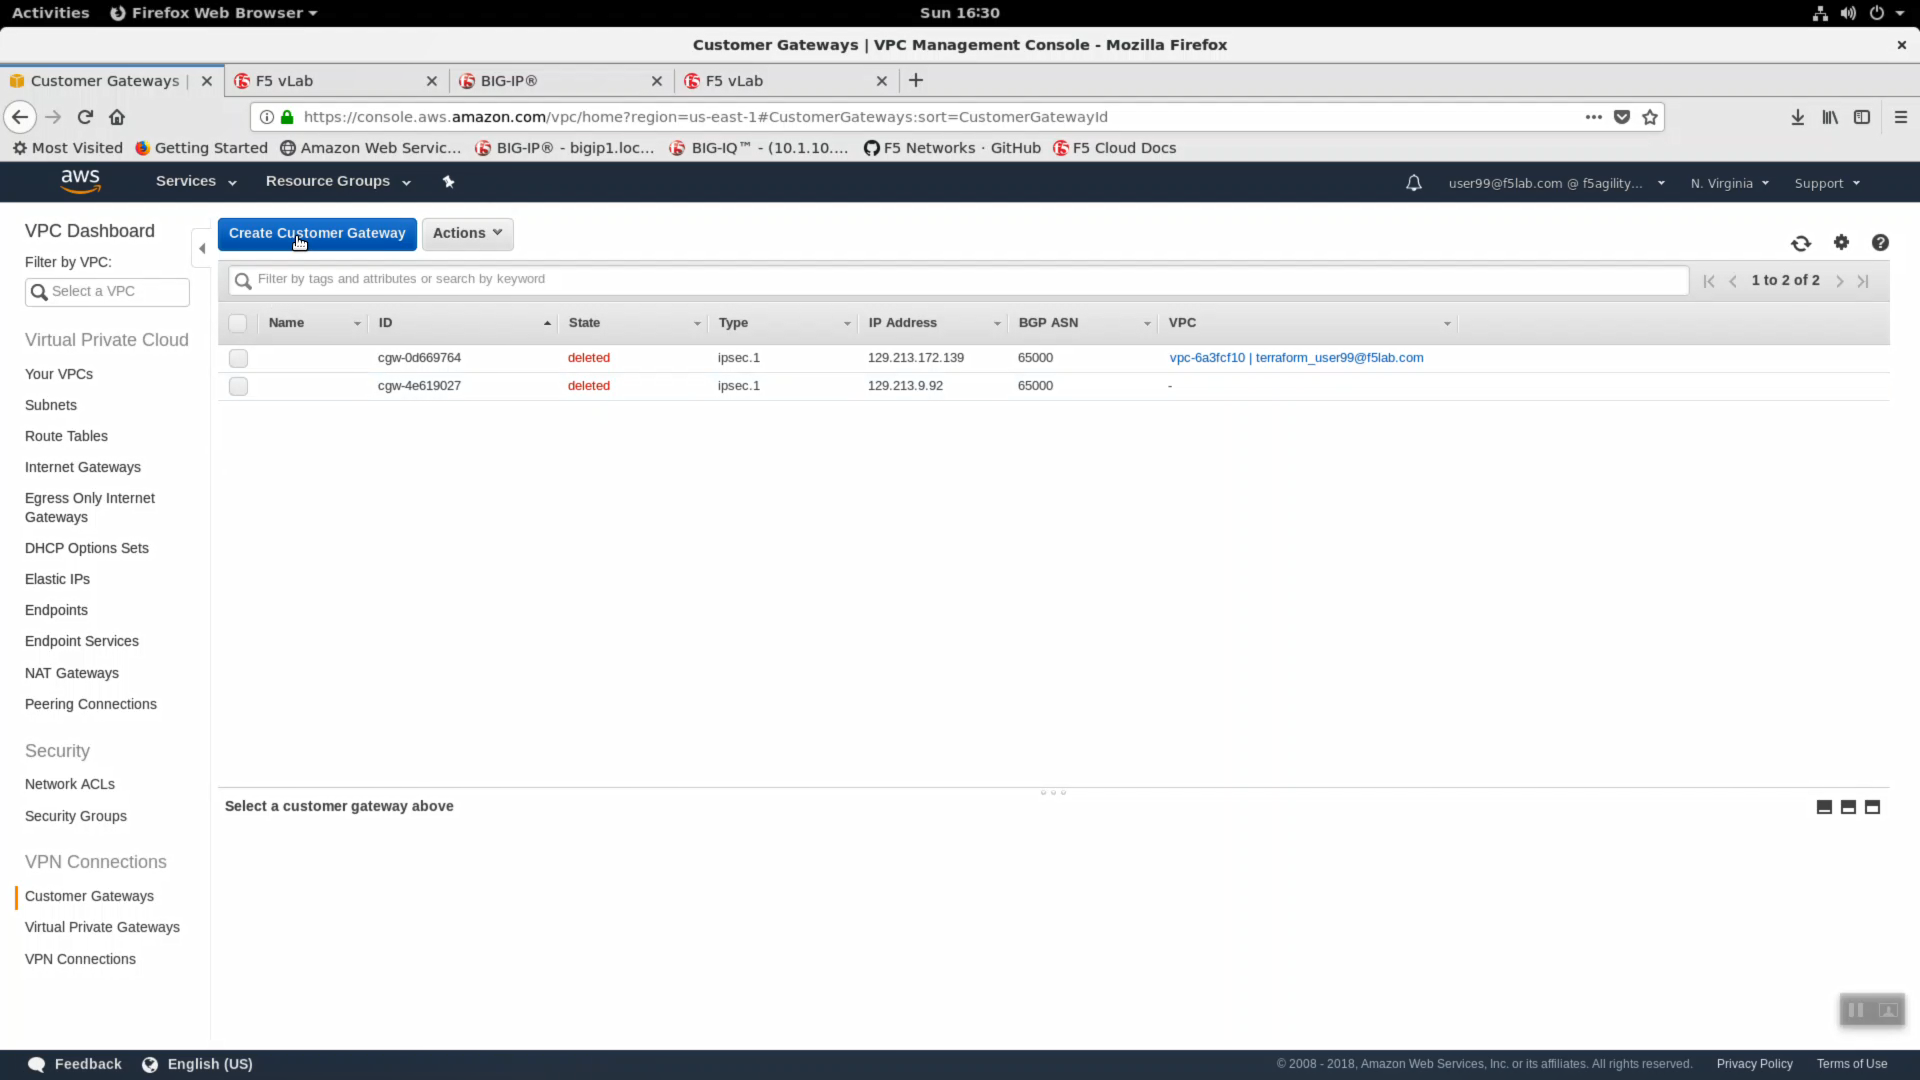 Activities Firefox Web Browser Sun 16:30
Customer Gateways | VPC Management Console - Mozilla Firefox
Customer Gateways | F5 vLab BIG-IP® F5 vLab
https://console.aws.amazon.com/vpc/home?region=us-east-1#CustomerGateways:sort=CustomerGatewayId
Most Visited Getting Started Amazon Web Servic... BIG-IP® - bigip1.loc... BIG-IQ™ - (10.1.10.... F5 Networks · GitHub F5 Cloud Docs
aws Services Resource Groups user99@f5lab.com @ f5agility... N. Virginia Support
VPC Dashboard
Filter by VPC:
Select a VPC
Virtual Private Cloud
Your VPCs
Subnets
Route Tables
Internet Gateways
Egress Only Internet
Gateways
DHCP Options Sets
Elastic IPs
Endpoints
Endpoint Services
NAT Gateways
Peering Connections
Security
Network ACLs
Security Groups
VPN Connections
Customer Gateways
Virtual Private Gateways
VPN Connections
Create Customer Gateway Actions
Filter by tags and attributes or search by keyword 1 to 2 of 2
Name ID State Type IP Address BGP ASN VPC
cgw-0d669764 deleted ipsec.1 129.213.172.139 65000 vpc-6a3fcf10 | terraform_user99@f5lab.com
cgw-4e619027 deleted ipsec.1 129.213.9.92 65000 -
Select a customer gateway above
Feedback English (US) © 2008 - 2018, Amazon Web Services, Inc. or its affiliates. All rights reserved. Privacy Policy Terms of Use